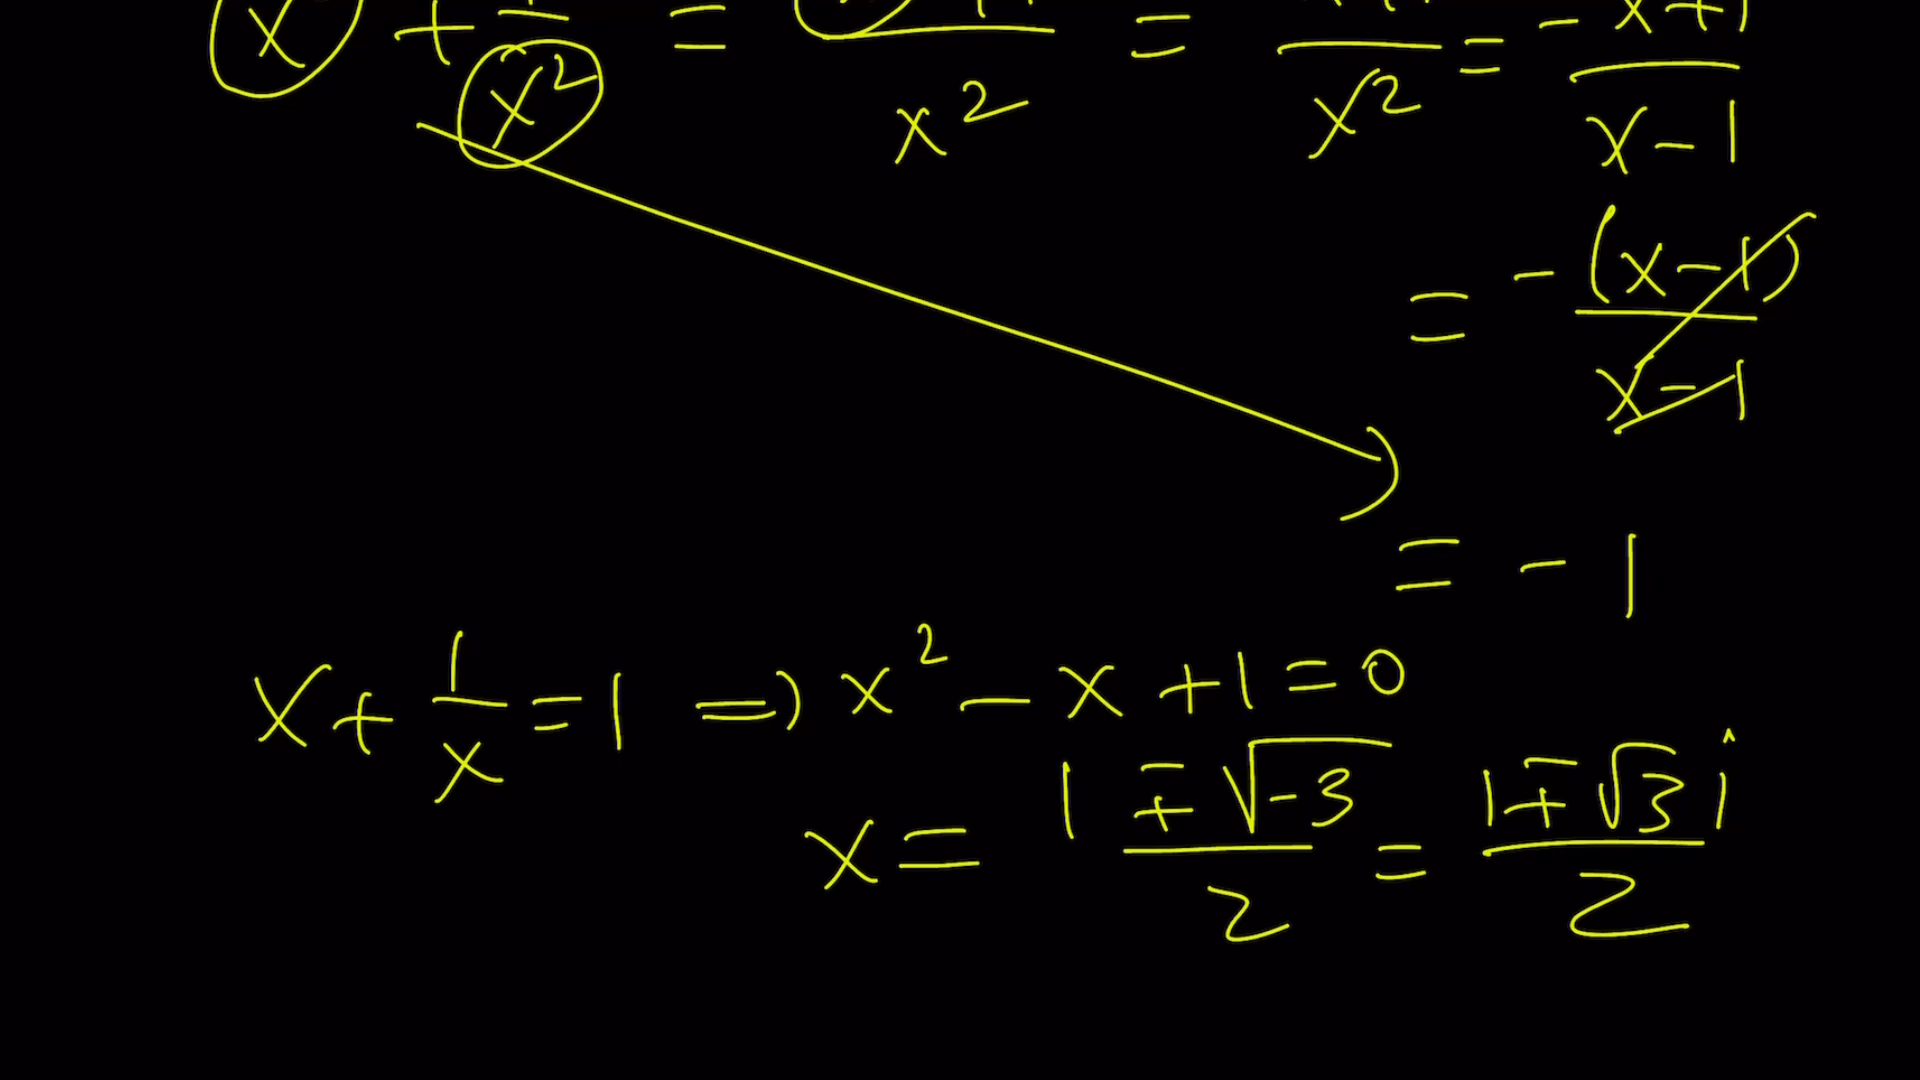 x + 1/x² = /x² = /x² = -x+1/x-1
= -(x-1)/x-1
= -1
x + 1/x = 1 => x² - x + 1 = 0
x = 1 ∓ √-3/2 = 1 ∓ √3 i/2